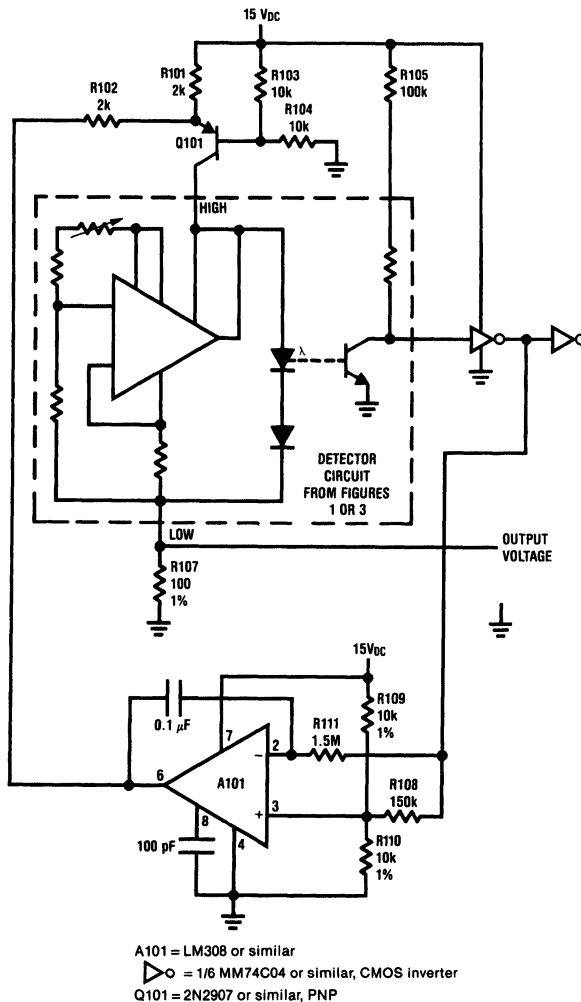 15 VDC
R101
2k
R102
2k
R103
10k
R104
10k
R105
100k
Q101
HIGH
λ
DETECTOR
CIRCUIT
FROM FIGURES
1 OR 3
LOW
OUTPUT
VOLTAGE
R107
100
1%
15VDC
0.1 μF
R109
10k
1%
R111
1.5M
7
2
6
A101
−
+
3
R108
150k
8
4
100 pF
R110
10k
1%
A101 = LM308 or similar
= 1/6 MM74C04 or similar, CMOS inverter
Q101 = 2N2907 or similar, PNP